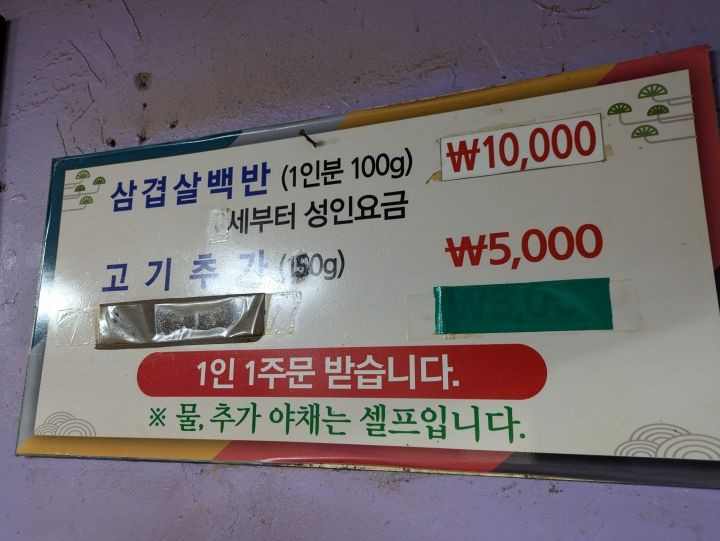 삼겹살백반 (1인분 100g) ₩10,000
세부터 성인요금
고기추가 (150g) ₩5,000
1인 1주문 받습니다.
※ 물, 추가 야채는 셀프입니다.